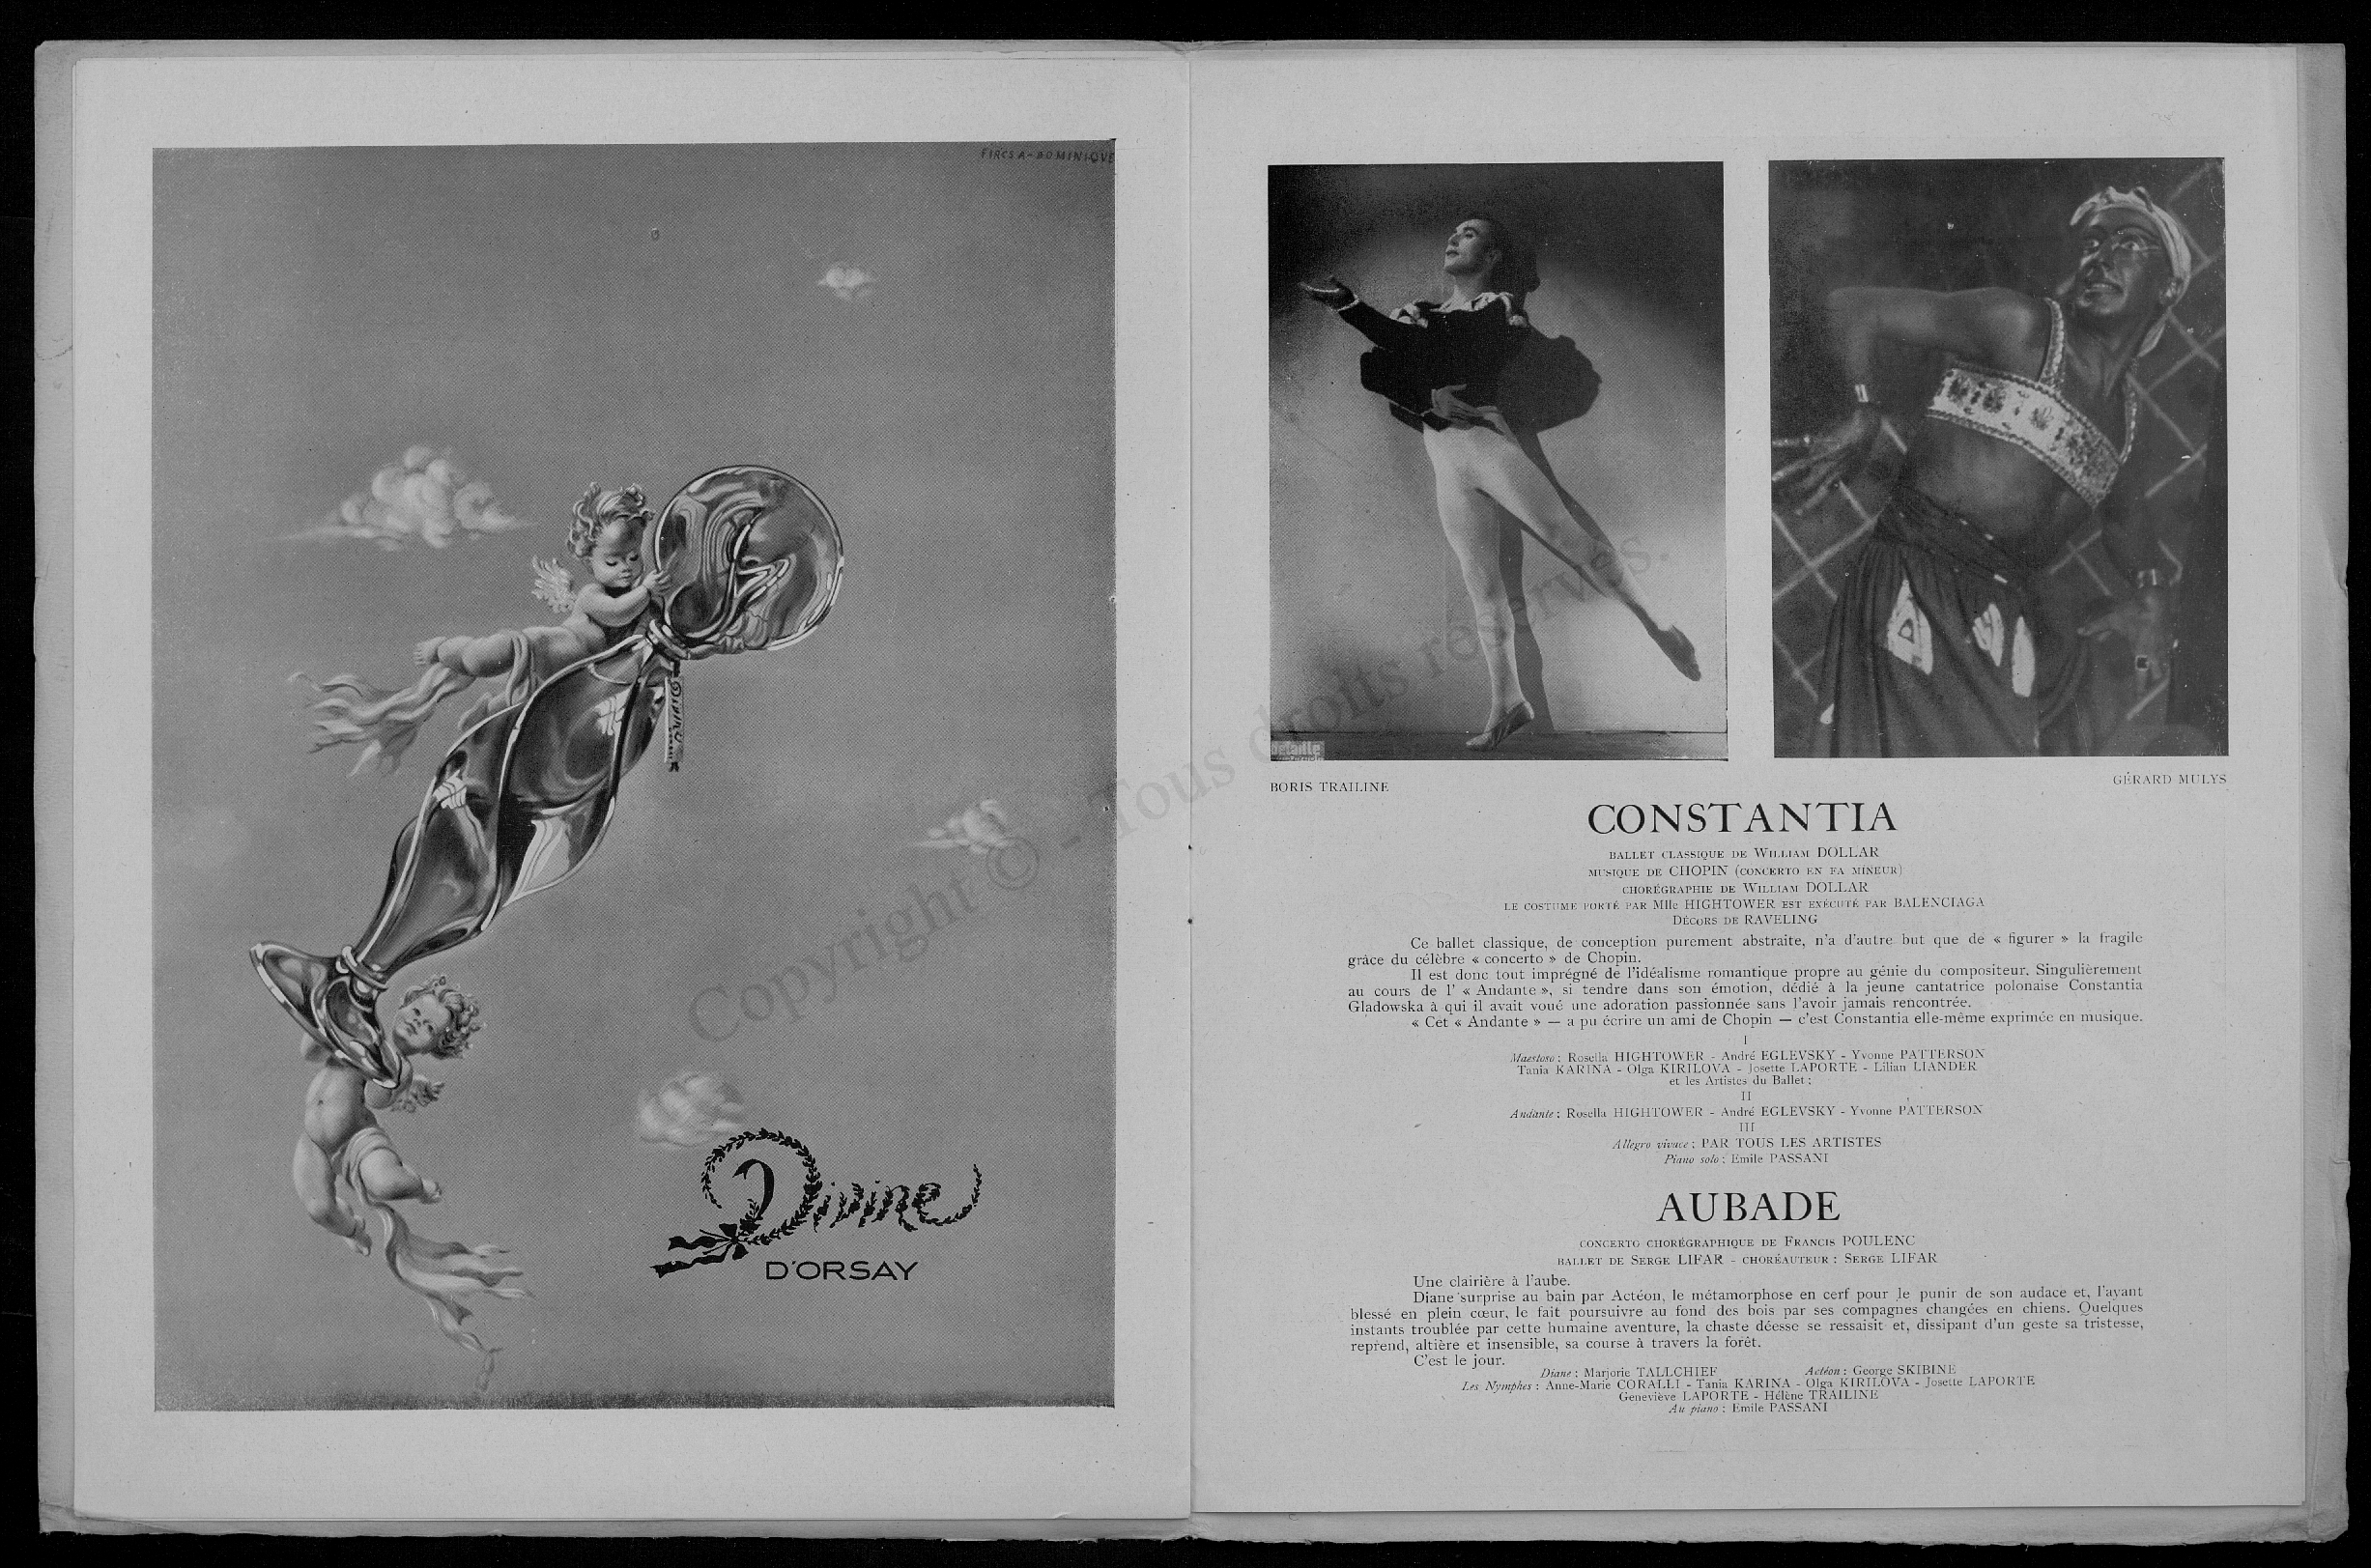 FIRCSA-DOMINIQUE
Divine
D'ORSAY
BORIS TRAILINE
GÉRARD MULYS
CONSTANTIA
BALLET CLASSIQUE DE WILLIAM DOLLAR
MUSIQUE DE CHOPIN (CONCERTO EN FA MINEUR)
CHORÉGRAPHIE DE WILLIAM DOLLAR
LE COSTUME PORTÉ PAR Mlle HIGHTOWER EST EXÉCUTÉ PAR BALENCIAGA
DÉCORS DE RAVELING
Ce ballet classique, de conception purement abstraite, n'a d'autre but que de « figurer » la fragile
grâce du célèbre « concerto » de Chopin.
Il est donc tout imprégné de l'idéalisme romantique propre au génie du compositeur. Singulièrement
au cours de l' « Andante », si tendre dans son émotion, dédié à la jeune cantatrice polonaise Constantia
Gladowska à qui il avait voué une adoration passionnée sans l'avoir jamais rencontrée.
« Cet « Andante » — a pu écrire un ami de Chopin — c'est Constantia elle-même exprimée en musique.
I
Maestoso : Rosella HIGHTOWER - André EGLEVSKY - Yvonne PATTERSON
Tania KARINA - Olga KIRILOVA - Josette LAPORTE - Lilian LIANDER
et les Artistes du Ballet :
II
Andante : Rosella HIGHTOWER - André EGLEVSKY - Yvonne PATTERSON
III
Allegro vivace : PAR TOUS LES ARTISTES
Piano solo : Emile PASSANI
AUBADE
CONCERTO CHORÉGRAPHIQUE DE FRANCIS POULENC
BALLET DE SERGE LIFAR - CHORÉAUTEUR : SERGE LIFAR
Une clairière à l'aube.
Diane surprise au bain par Actéon, le métamorphose en cerf pour le punir de son audace et, l'ayant
blessé en plein cœur, le fait poursuivre au fond des bois par ses compagnes changées en chiens. Quelques
instants troublée par cette humaine aventure, la chaste déesse se ressaisit et, dissipant d'un geste sa tristesse,
reprend, altière et insensible, sa course à travers la forêt.
C'est le jour.
Diane : Marjorie TALLCHIEF Actéon : George SKIBINE
Les Nymphes : Anne-Marie CORALLI - Tania KARINA - Olga KIRILOVA - Josette LAPORTE
Geneviève LAPORTE - Hélène TRAILINE
Au piano : Emile PASSANI
Copyright © - Tous droits réservés.